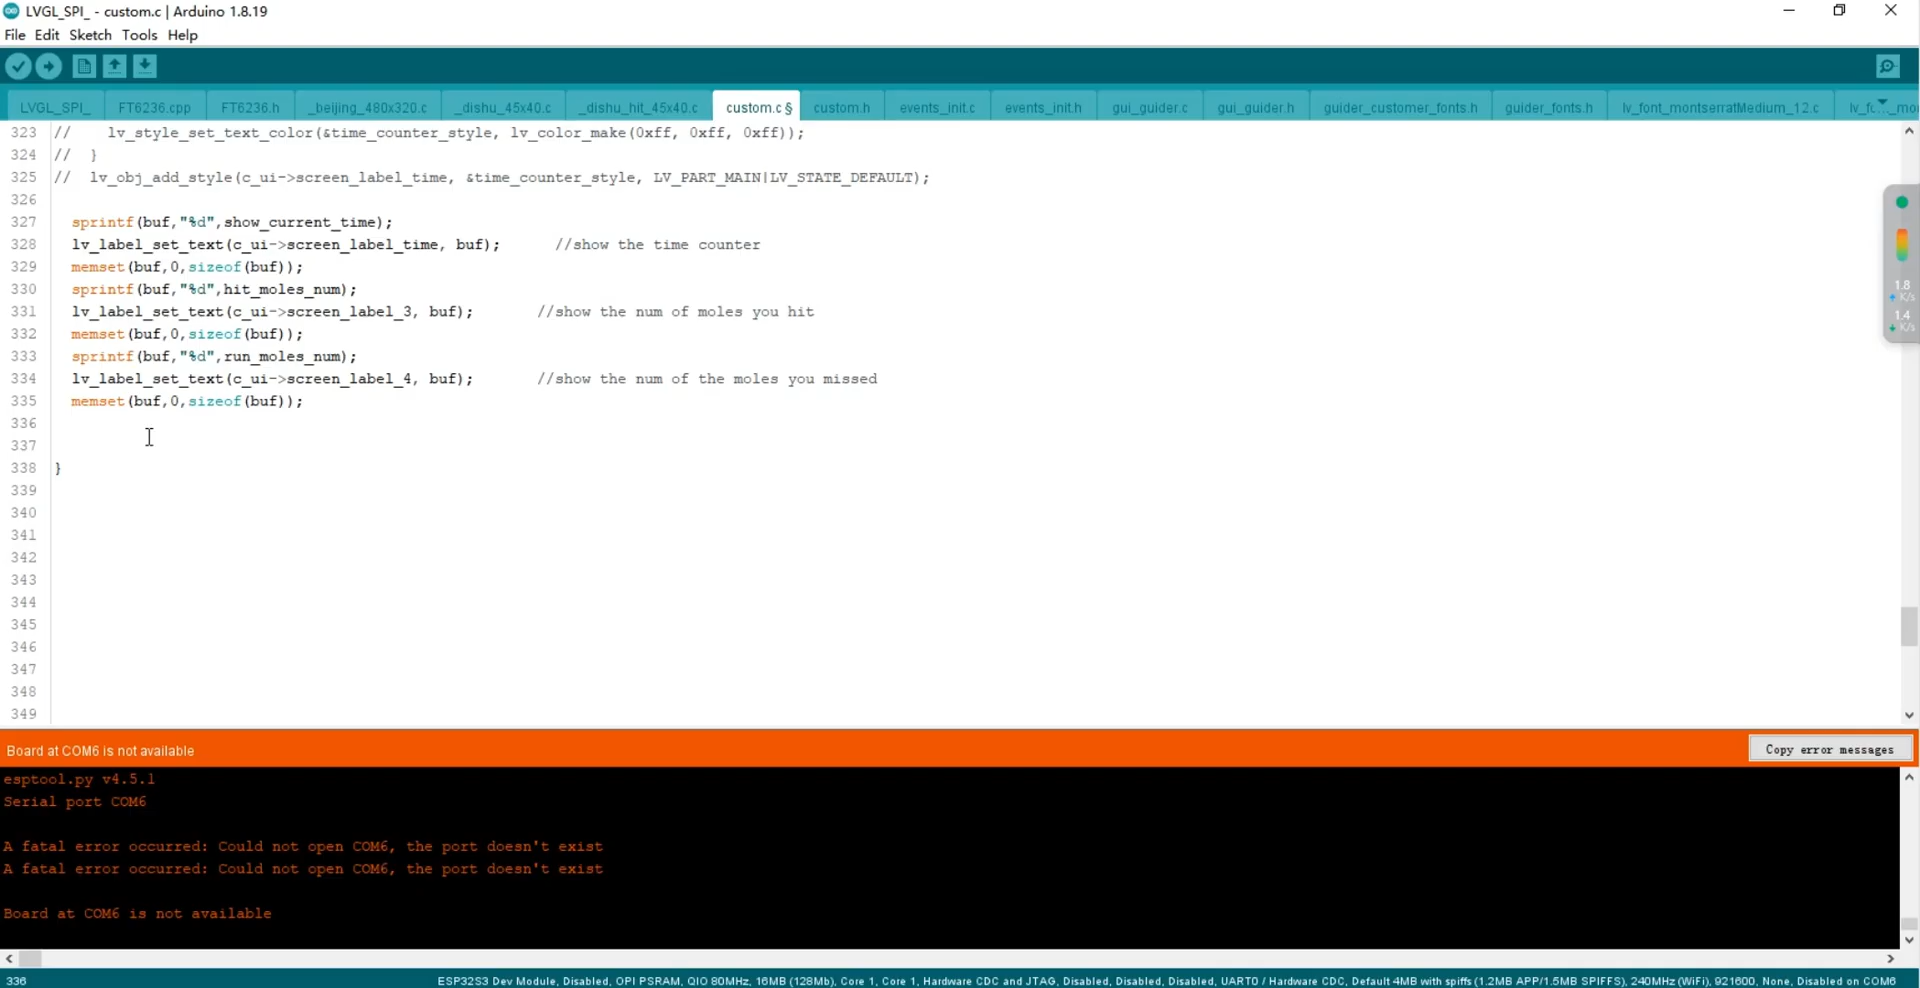 LVGL_SPI_ - custom.c | Arduino 1.8.19
File Edit Sketch Tools Help
LVGL_SPI_ FT6236.cpp FT6236.h _beijing_480x320.c _dishu_45x40.c _dishu_hit_45x40.c custom.c § custom.h events_init.c events_init.h gui_guider.c gui_guider.h guider_customer_fonts.h guider_fonts.h lv_font_montserratMedium_12.c
323 //    lv_style_set_text_color(&time_counter_style, lv_color_make(0xff, 0xff, 0xff));
324 //  }
325 //  lv_obj_add_style(c_ui->screen_label_time, &time_counter_style, LV_PART_MAIN|LV_STATE_DEFAULT);
326
327   sprintf(buf,"%d",show_current_time);
328   lv_label_set_text(c_ui->screen_label_time, buf);      //show the time counter
329   memset(buf,0,sizeof(buf));
330   sprintf(buf,"%d",hit_moles_num);
331   lv_label_set_text(c_ui->screen_label_3, buf);       //show the num of moles you hit
332   memset(buf,0,sizeof(buf));
333   sprintf(buf,"%d",run_moles_num);
334   lv_label_set_text(c_ui->screen_label_4, buf);       //show the num of the moles you missed
335   memset(buf,0,sizeof(buf));
336
337
338 }
339
340
341
342
343
344
345
346
347
348
349
1.8
K/s
1.4
K/s
Board at COM6 is not available
Copy error messages
esptool.py v4.5.1
Serial port COM6
A fatal error occurred: Could not open COM6, the port doesn't exist
A fatal error occurred: Could not open COM6, the port doesn't exist
Board at COM6 is not available
336 ESP32S3 Dev Module, Disabled, OPI PSRAM, QIO 80MHz, 16MB (128Mb), Core 1, Core 1, Hardware CDC and JTAG, Disabled, Disabled, Disabled, UART0 / Hardware CDC, Default 4MB with spiffs (1.2MB APP/1.5MB SPIFFS), 240MHz (WiFi), 921600, None, Disabled on COM6